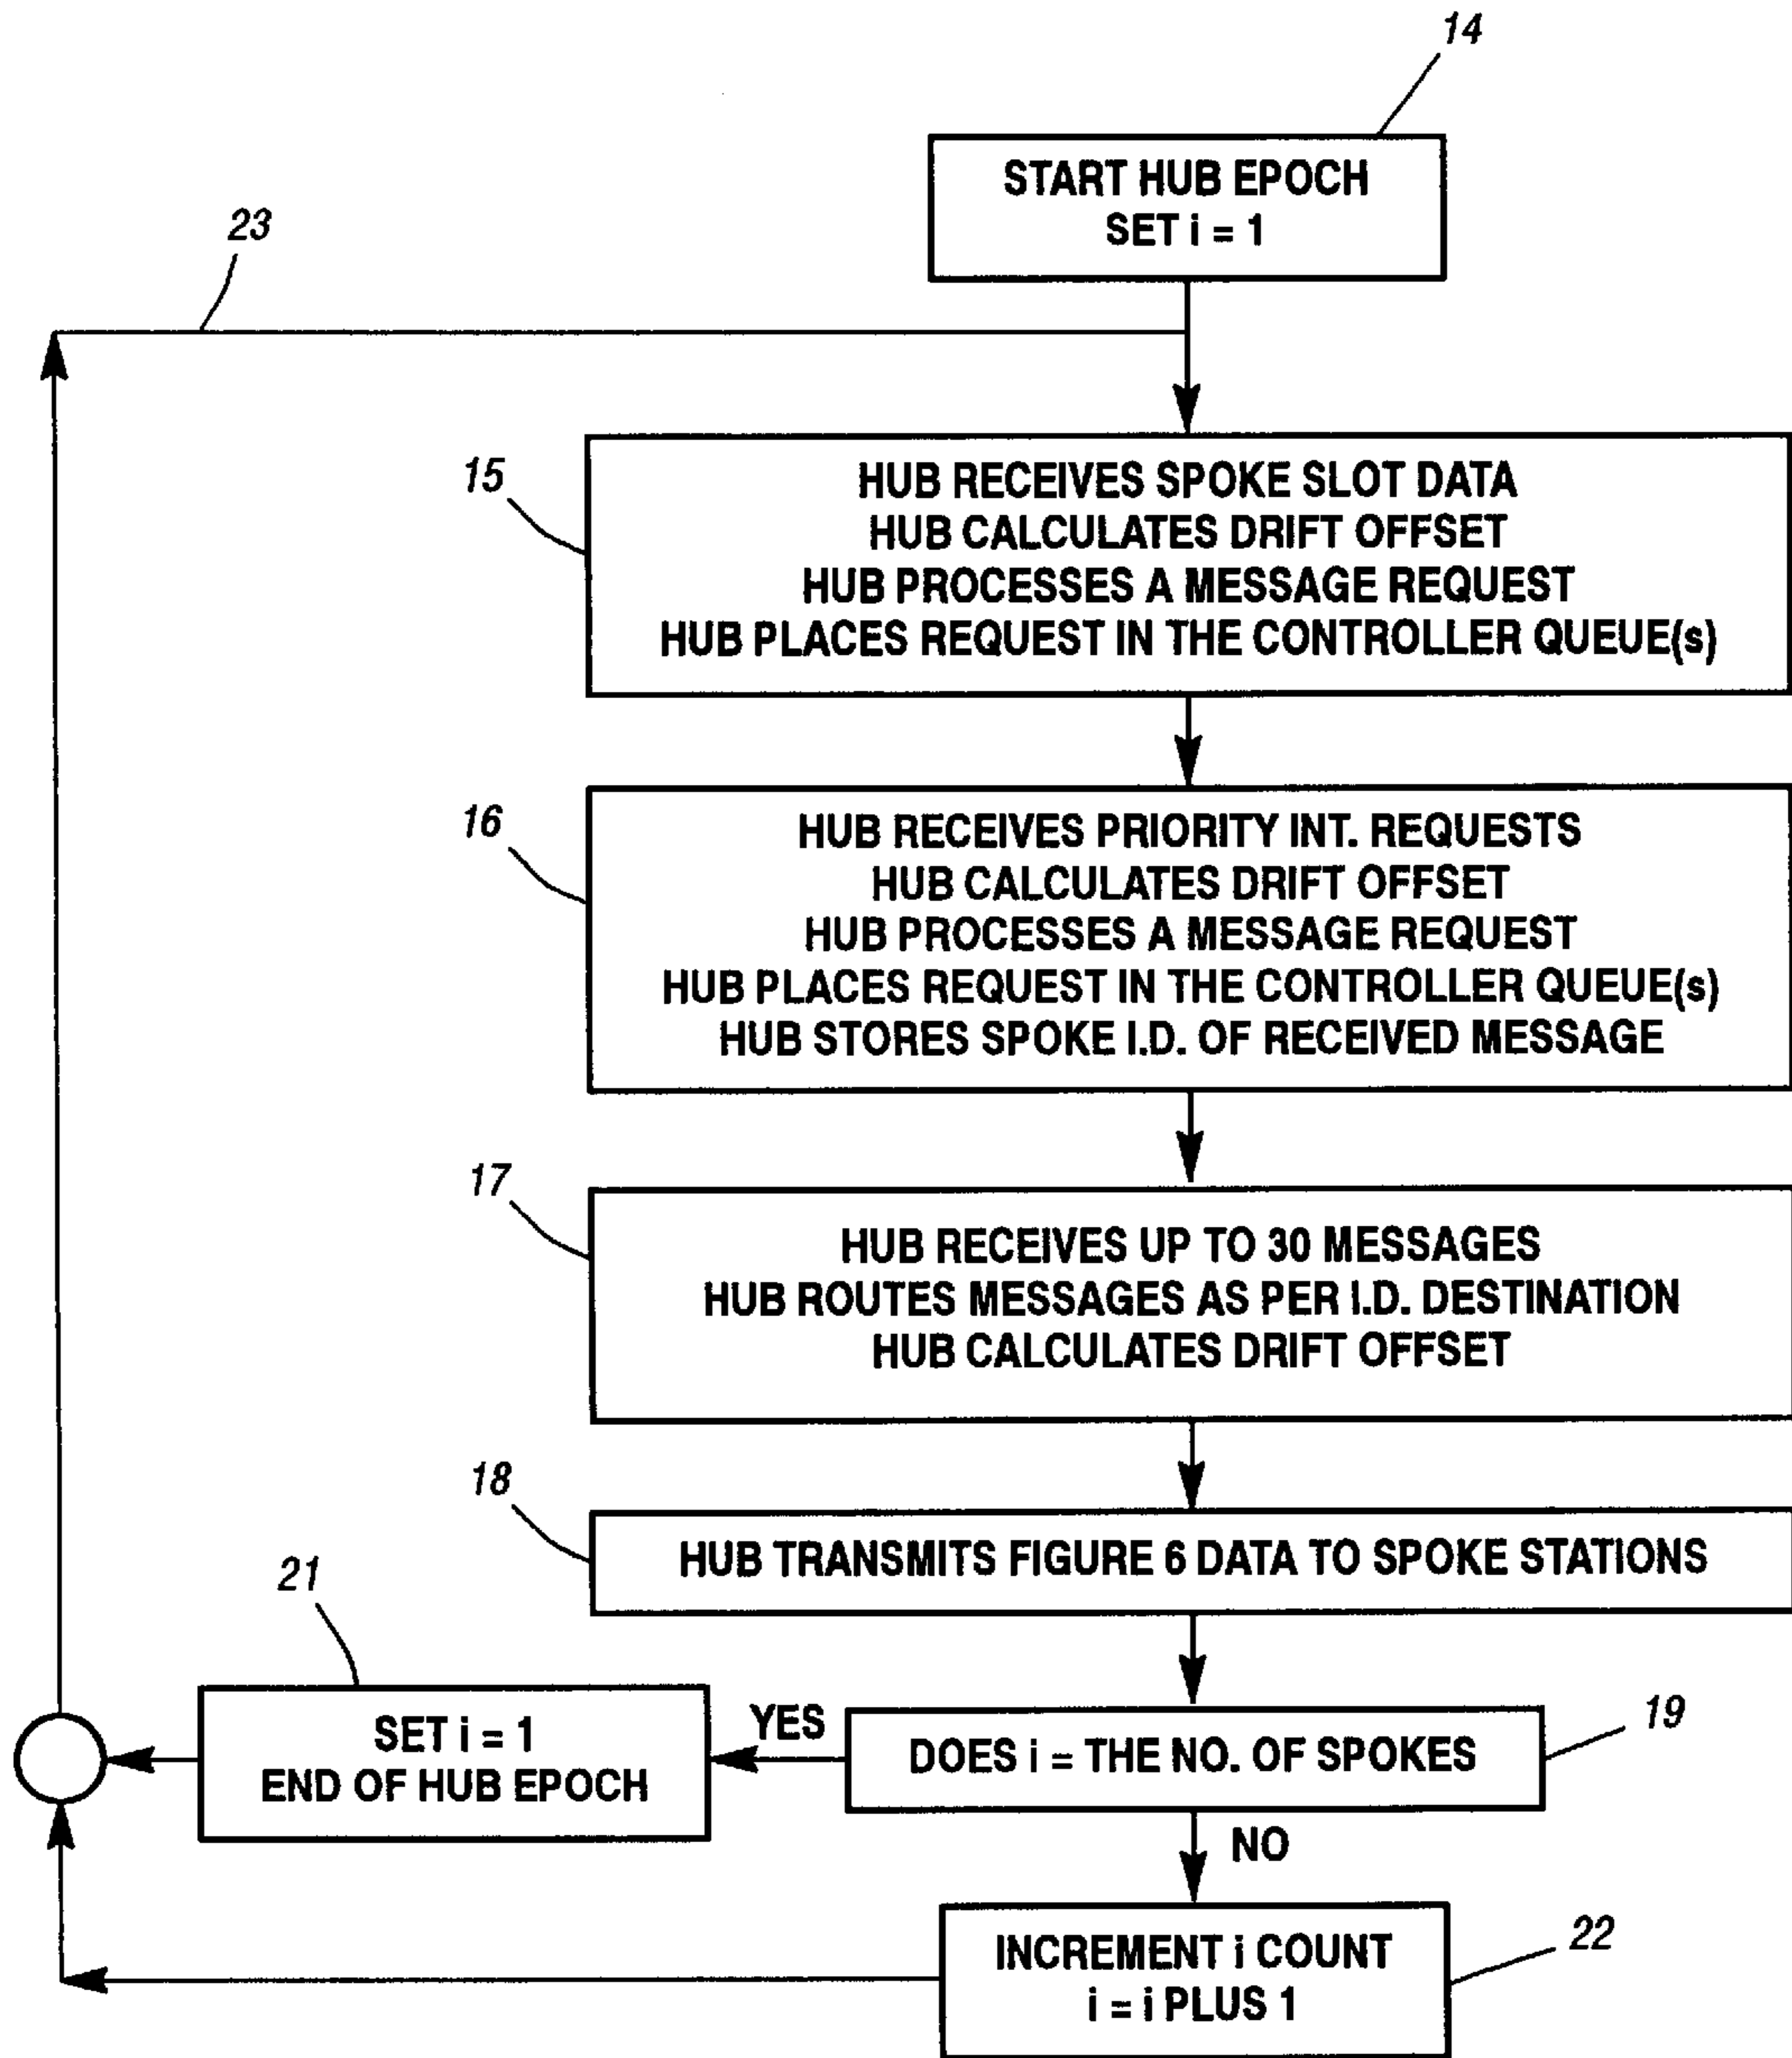 14
START HUB EPOCH
SET i = 1
23
15
HUB RECEIVES SPOKE SLOT DATA
HUB CALCULATES DRIFT OFFSET
HUB PROCESSES A MESSAGE REQUEST
HUB PLACES REQUEST IN THE CONTROLLER QUEUE(s)
16
HUB RECEIVES PRIORITY INT. REQUESTS
HUB CALCULATES DRIFT OFFSET
HUB PROCESSES A MESSAGE REQUEST
HUB PLACES REQUEST IN THE CONTROLLER QUEUE(s)
HUB STORES SPOKE I.D. OF RECEIVED MESSAGE
17
HUB RECEIVES UP TO 30 MESSAGES
HUB ROUTES MESSAGES AS PER I.D. DESTINATION
HUB CALCULATES DRIFT OFFSET
18
HUB TRANSMITS FIGURE 6 DATA TO SPOKE STATIONS
21
SET i = 1
END OF HUB EPOCH
YES
DOES i = THE NO. OF SPOKES
19
NO
INCREMENT i COUNT
i = i PLUS 1
22